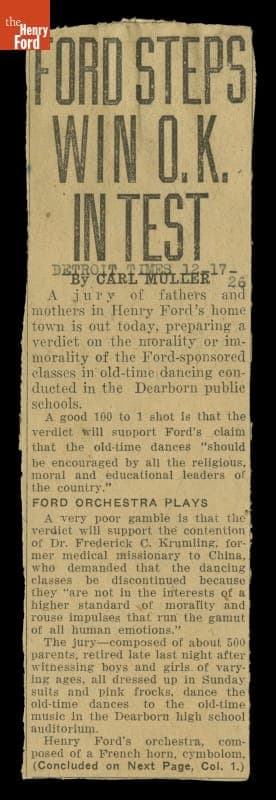 the
Henry
Ford
FORD STEPS
WIN O.K.
IN TEST
DETROIT TIMES 12-17-
26
By CARL MULLER
A jury of fathers and
mothers in Henry Ford's home
town is out today, preparing a
verdict on the morality or im-
morality of the Ford-sponsored
classes in old-time dancing con-
ducted in the Dearborn public
schools.
A good 100 to 1 shot is that the
verdict will support Ford's claim
that the old-time dances "should
be encouraged by all the religious,
moral and educational leaders of
the country."
FORD ORCHESTRA PLAYS
A very poor gamble is that the
verdict will support the contention
of Dr. Frederick C. Krumling, for-
mer medical missionary to China,
who demanded that the dancing
classes be discontinued because
they "are not in the interests of a
higher standard of morality and
rouse impulses that run the gamut
of all human emotions."
The jury—composed of about 500
parents, retired late last night after
witnessing boys and girls of vary-
ing ages, all dressed up in Sunday
suits and pink frocks, dance the
old-time dances to the old-time
music in the Dearborn high school
auditorium.
Henry Ford's orchestra, com-
posed of a French horn, cymbolom,
(Concluded on Next Page, Col. 1.)